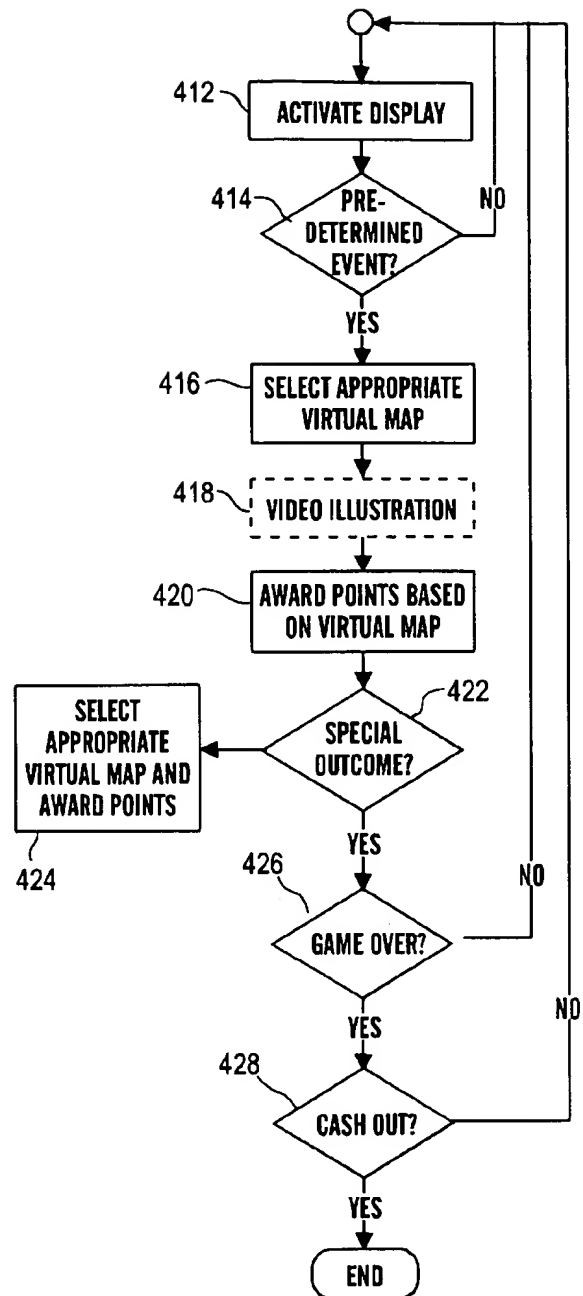 412
ACTIVATE DISPLAY
414
PRE-
DETERMINED
EVENT?
NO
YES
416
SELECT APPROPRIATE
VIRTUAL MAP
418
VIDEO ILLUSTRATION
420
AWARD POINTS BASED
ON VIRTUAL MAP
422
SPECIAL
OUTCOME?
SELECT
APPROPRIATE
VIRTUAL MAP AND
AWARD POINTS
424
YES
426
GAME OVER?
NO
YES
428
CASH OUT?
NO
YES
END